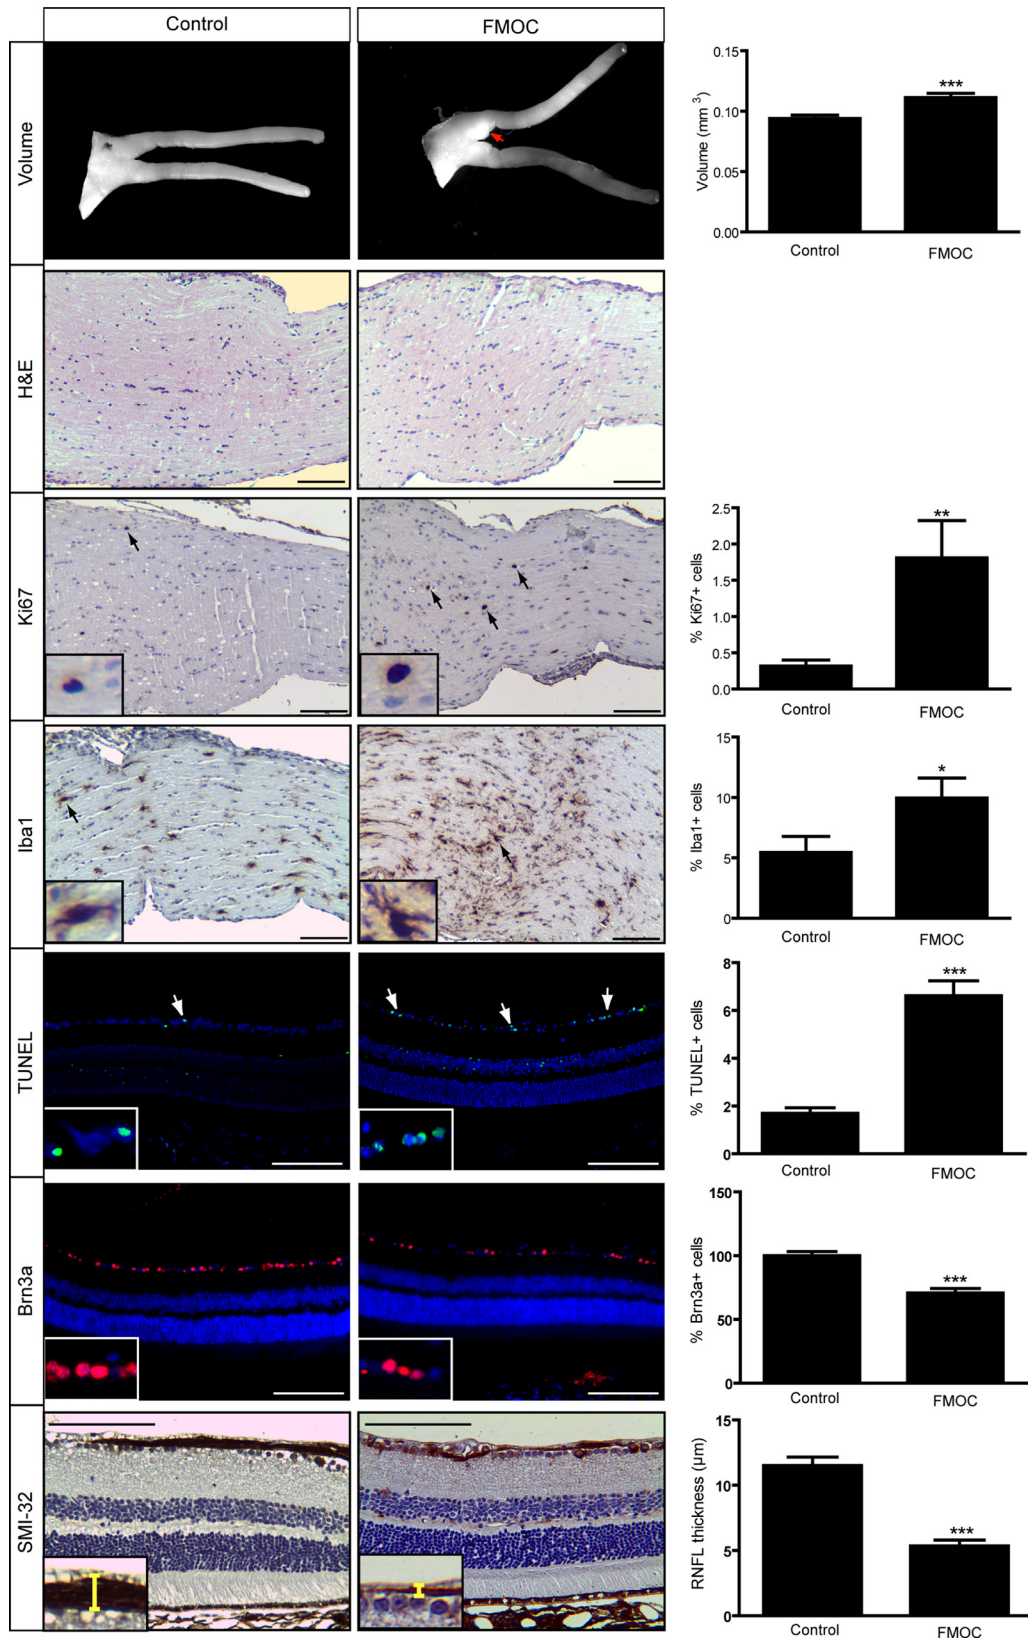 Control
FMOC
Volume
Volume (mm³)
0.15
0.10
0.05
0.00
***
Control
FMOC
H&E
Ki67
% Ki67+ cells
2.5
2.0
1.5
1.0
0.5
0.0
**
Control
FMOC
Iba1
% Iba1+ cells
15
10
5
0
*
Control
FMOC
TUNEL
% TUNEL+ cells
8
6
4
2
0
***
Control
FMOC
Brn3a
% Brn3a+ cells
150
100
50
0
***
Control
FMOC
SMI-32
RNFL thickness (µm)
15
10
5
0
***
Control
FMOC